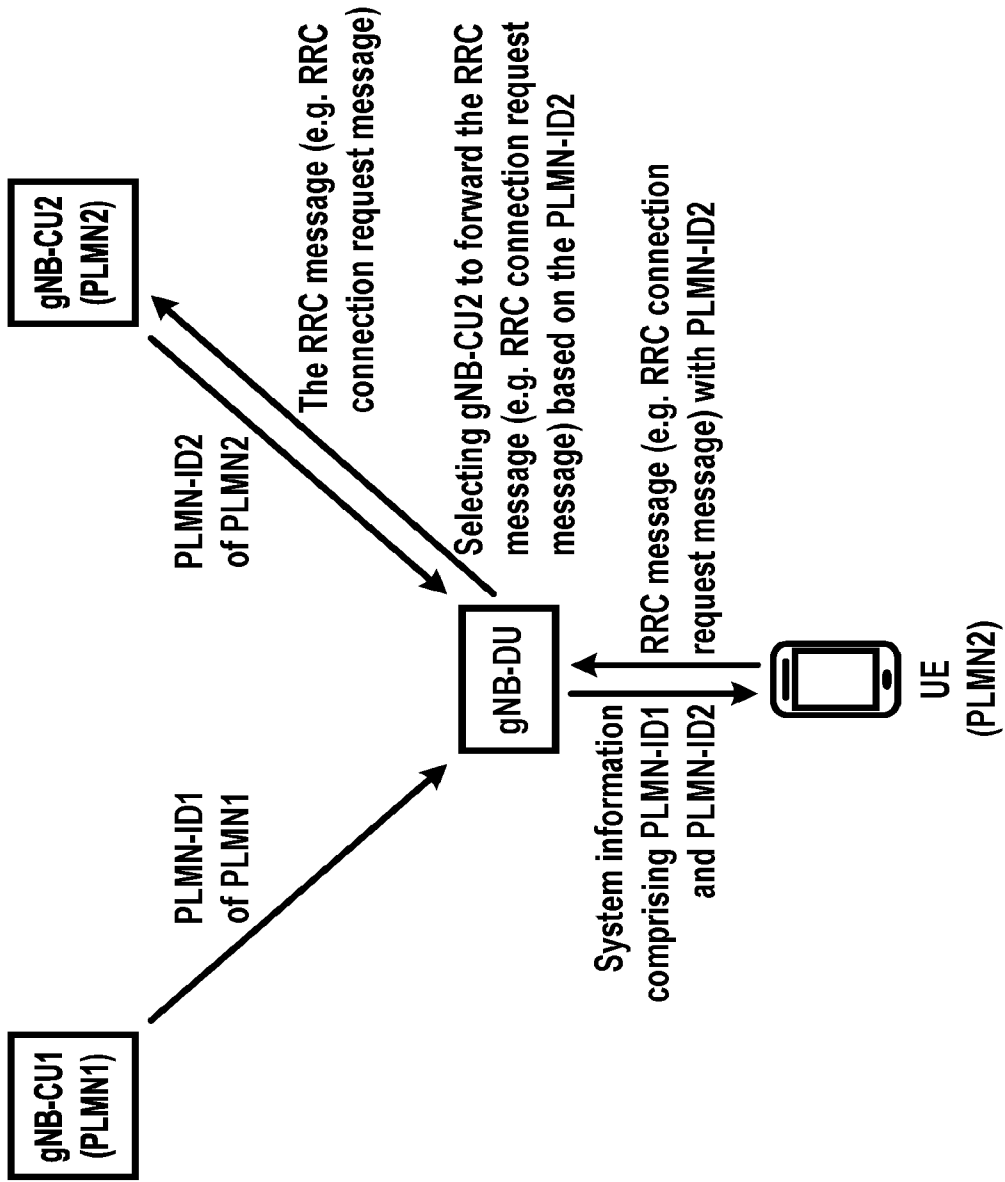 gNB-CU1
(PLMN1)
gNB-CU2
(PLMN2)
PLMN-ID1
of PLMN1
PLMN-ID2
of PLMN2
The RRC message (e.g. RRC
connection request message)
gNB-DU
Selecting gNB-CU2 to forward the RRC
message (e.g. RRC connection request
message) based on the PLMN-ID2
System information
comprising PLMN-ID1
and PLMN-ID2
RRC message (e.g. RRC connection
request message) with PLMN-ID2
UE
(PLMN2)